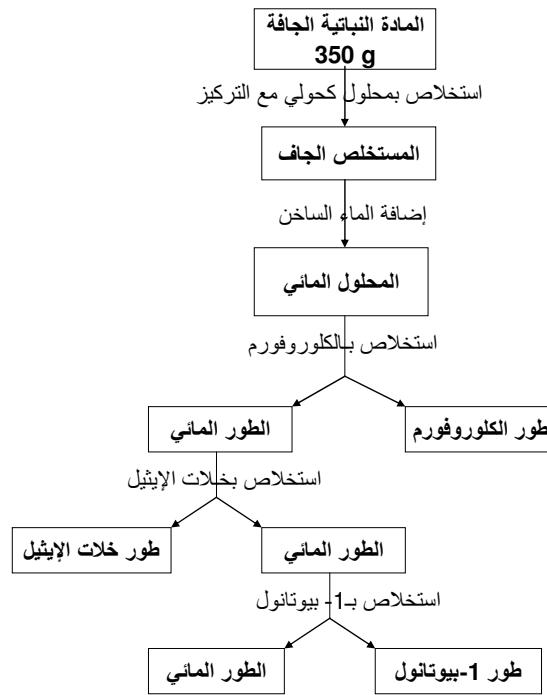 المادة النباتية الجافة
350 g
استخلاص بمحلول كحولي مع التركيز
المستخلص الجاف
إضافة الماء الساخن
المحلول المائي
استخلاص بالكلوروفورم
طور الكلوروفورم
الطور المائي
استخلاص بخلات الإيثيل
الطور المائي
طور خلات الإيثيل
استخلاص بـ1- بيوتانول
طور 1-بيوتانول
الطور المائي